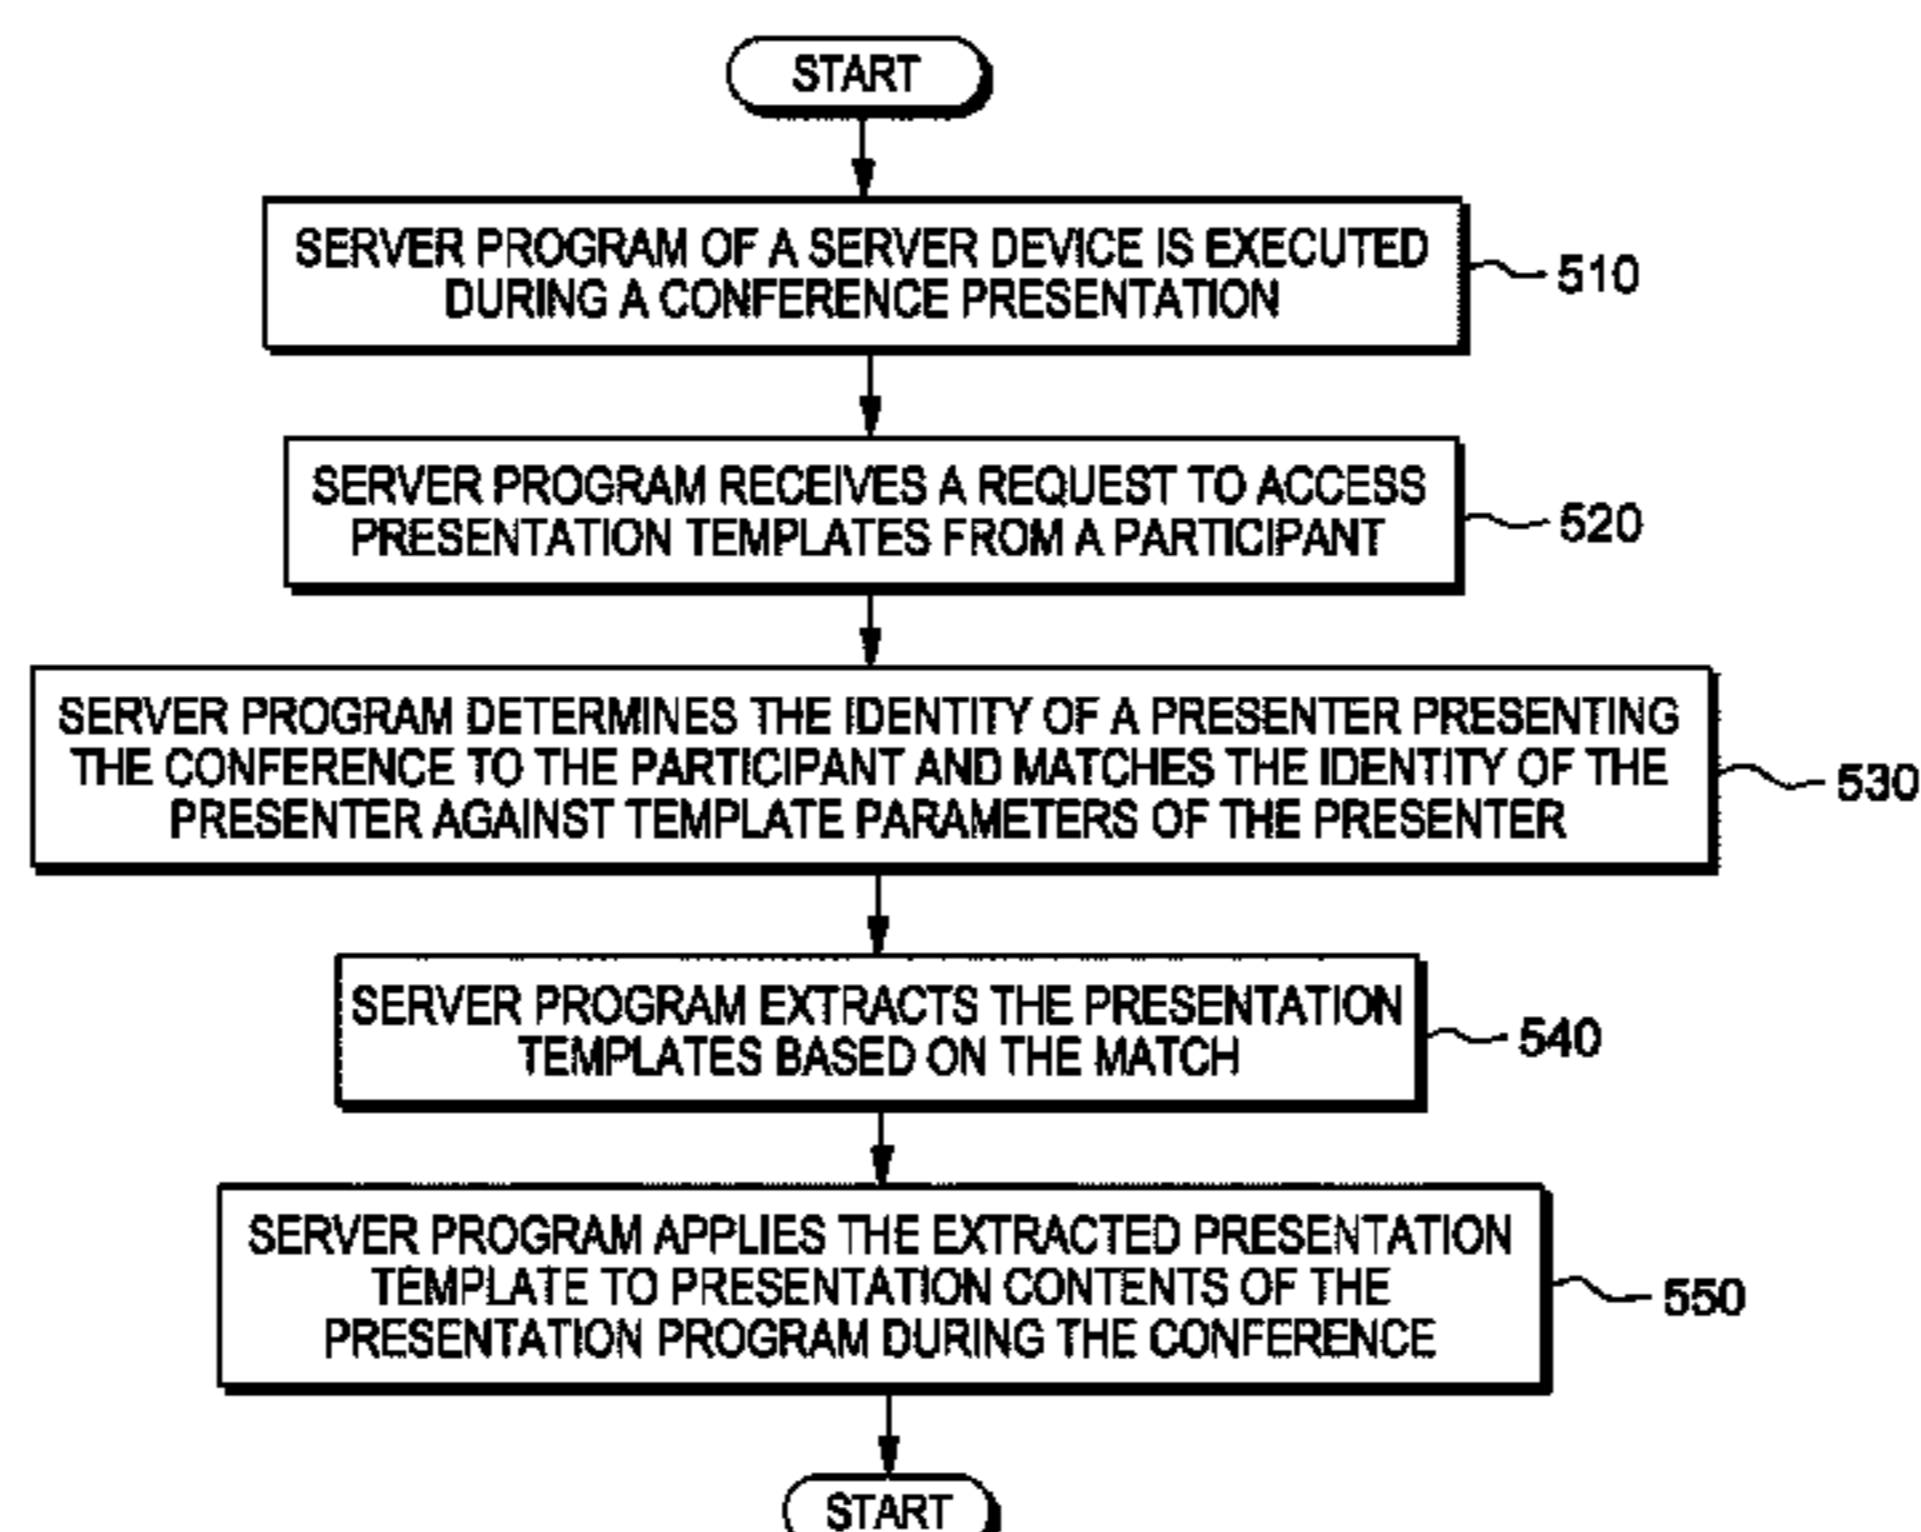 START
SERVER PROGRAM OF A SERVER DEVICE IS EXECUTED
DURING A CONFERENCE PRESENTATION
510
SERVER PROGRAM RECEIVES A REQUEST TO ACCESS
PRESENTATION TEMPLATES FROM A PARTICIPANT
520
SERVER PROGRAM DETERMINES THE IDENTITY OF A PRESENTER PRESENTING
THE CONFERENCE TO THE PARTICIPANT AND MATCHES THE IDENTITY OF THE
PRESENTER AGAINST TEMPLATE PARAMETERS OF THE PRESENTER
530
SERVER PROGRAM EXTRACTS THE PRESENTATION
TEMPLATES BASED ON THE MATCH
540
SERVER PROGRAM APPLIES THE EXTRACTED PRESENTATION
TEMPLATE TO PRESENTATION CONTENTS OF THE
PRESENTATION PROGRAM DURING THE CONFERENCE
550
START